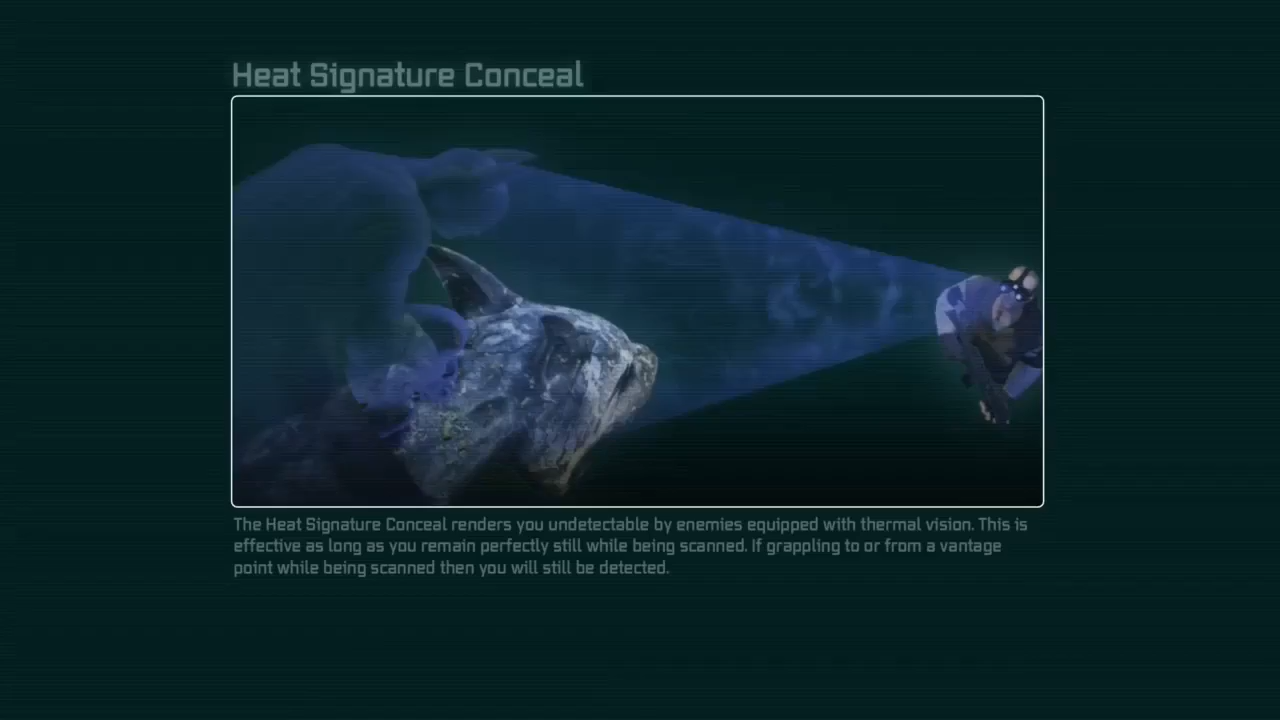 Heat Signature Conceal
The Heat Signature Conceal renders you undetectable by enemies equipped with thermal vision. This is
effective as long as you remain perfectly still while being scanned. If grappling to or from a vantage
point while being scanned then you will still be detected.